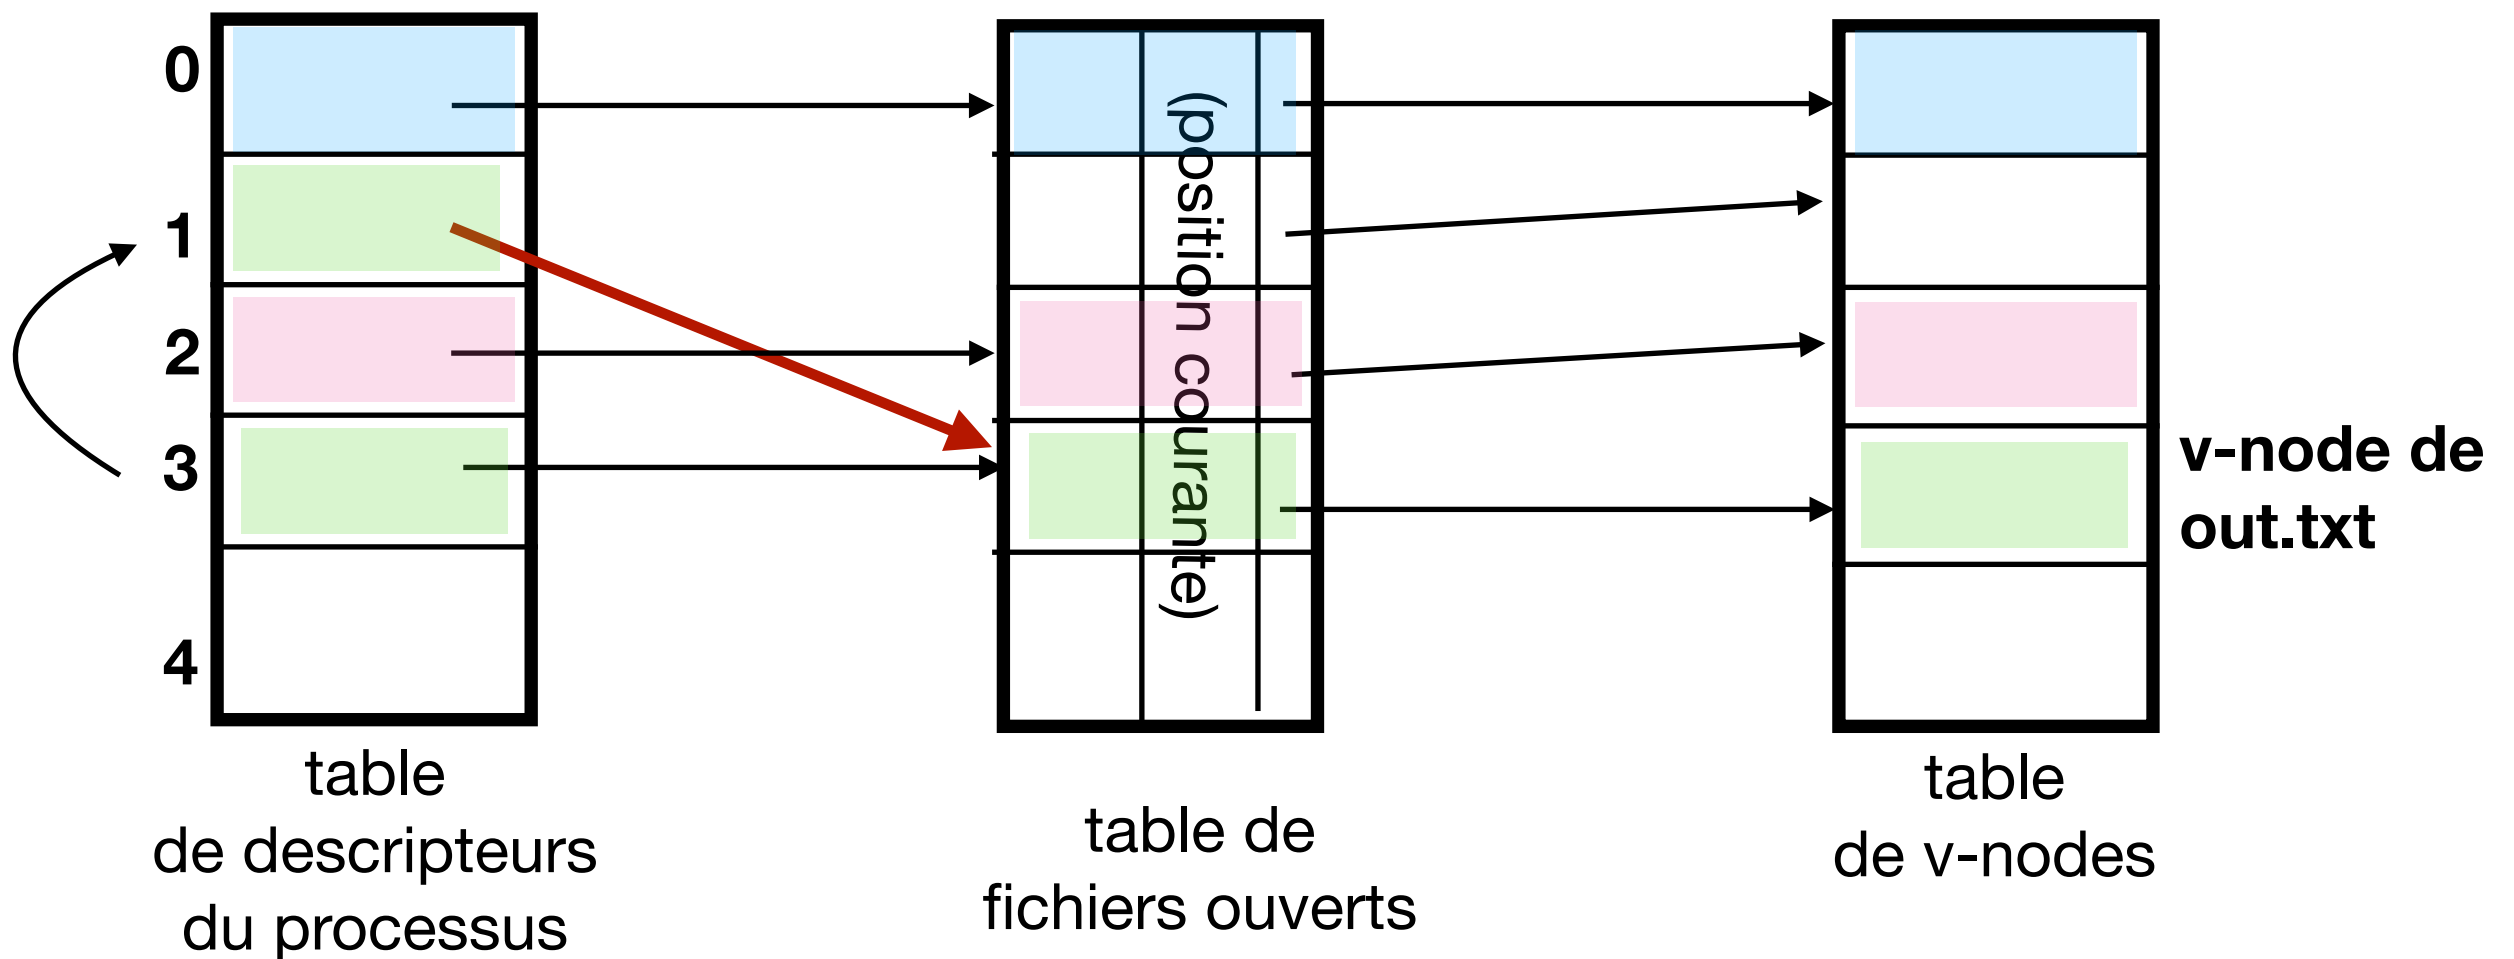 0
1
2
3
4
(position courante)
v-node de
out.txt
table
de descripteurs
du processus
table de
fichiers ouverts
table
de v-nodes